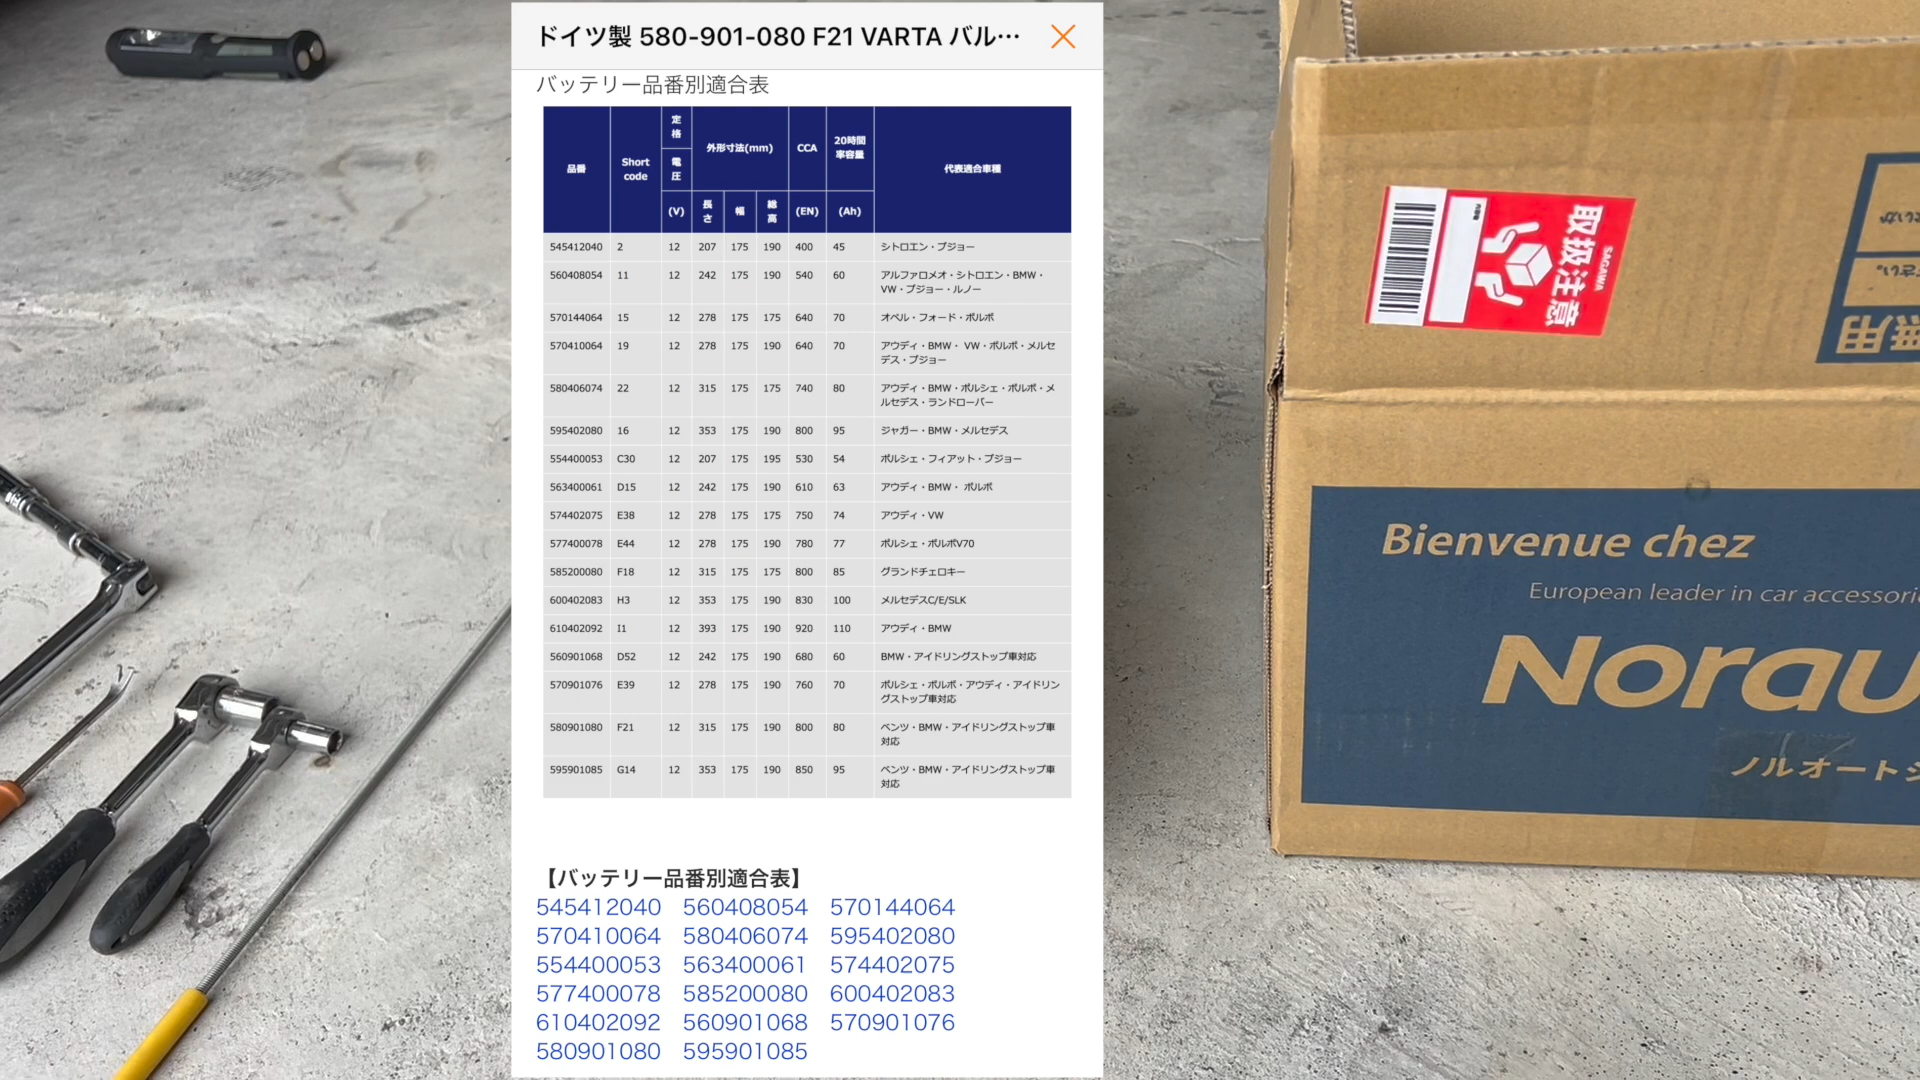 ドイツ製 580-901-080 F21 VARTA バル…
バッテリー品番別適合表
品番 Short code 定格電圧 (V) 外形寸法(mm) 長さ 幅 総高 CCA (EN) 20時間率容量 (Ah) 代表適合車種
545412040 2 12 207 175 190 400 45 シトロエン・プジョー
560408054 11 12 242 175 190 540 60 アルファロメオ・シトロエン・BMW・
VW・プジョー・ルノー
570144064 15 12 278 175 175 640 70 オペル・フォード・ボルボ
570410064 19 12 278 175 190 640 70 アウディ・BMW・ VW・ボルボ・メルセ
デス・プジョー
580406074 22 12 315 175 175 740 80 アウディ・BMW・ポルシェ・ボルボ・メ
ルセデス・ランドローバー
595402080 16 12 353 175 190 800 95 ジャガー・BMW・メルセデス
554400053 C30 12 207 175 195 530 54 ポルシェ・フィアット・プジョー
563400061 D15 12 242 175 190 610 63 アウディ・BMW・ ボルボ
574402075 E38 12 278 175 175 750 74 アウディ・VW
577400078 E44 12 278 175 190 780 77 ポルシェ・ボルボV70
585200080 F18 12 315 175 175 800 85 グランドチェロキー
600402083 H3 12 353 175 190 830 100 メルセデスC/E/SLK
610402092 I1 12 393 175 190 920 110 アウディ・BMW
560901068 D52 12 242 175 190 680 60 BMW・アイドリングストップ車対応
570901076 E39 12 278 175 190 760 70 ポルシェ・ボルボ・アウディ・アイドリン
グストップ車対応
580901080 F21 12 315 175 190 800 80 ベンツ・BMW・アイドリングストップ車
対応
595901085 G14 12 353 175 190 850 95 ベンツ・BMW・アイドリングストップ車
対応
【バッテリー品番別適合表】
545412040 560408054 570144064
570410064 580406074 595402080
554400053 563400061 574402075
577400078 585200080 600402083
610402092 560901068 570901076
580901080 595901085
取扱注意
SAGAWA
無用
さい。
Bienvenue chez
European leader in car accessori
Norau
ノルオート